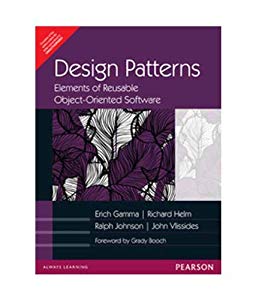 Design Patterns
Elements of Reusable
Object-Oriented Software
Erich Gamma | Richard Helm
Ralph Johnson | John Vlissides
Foreword by Grady Booch
ALWAYS LEARNING
PEARSON